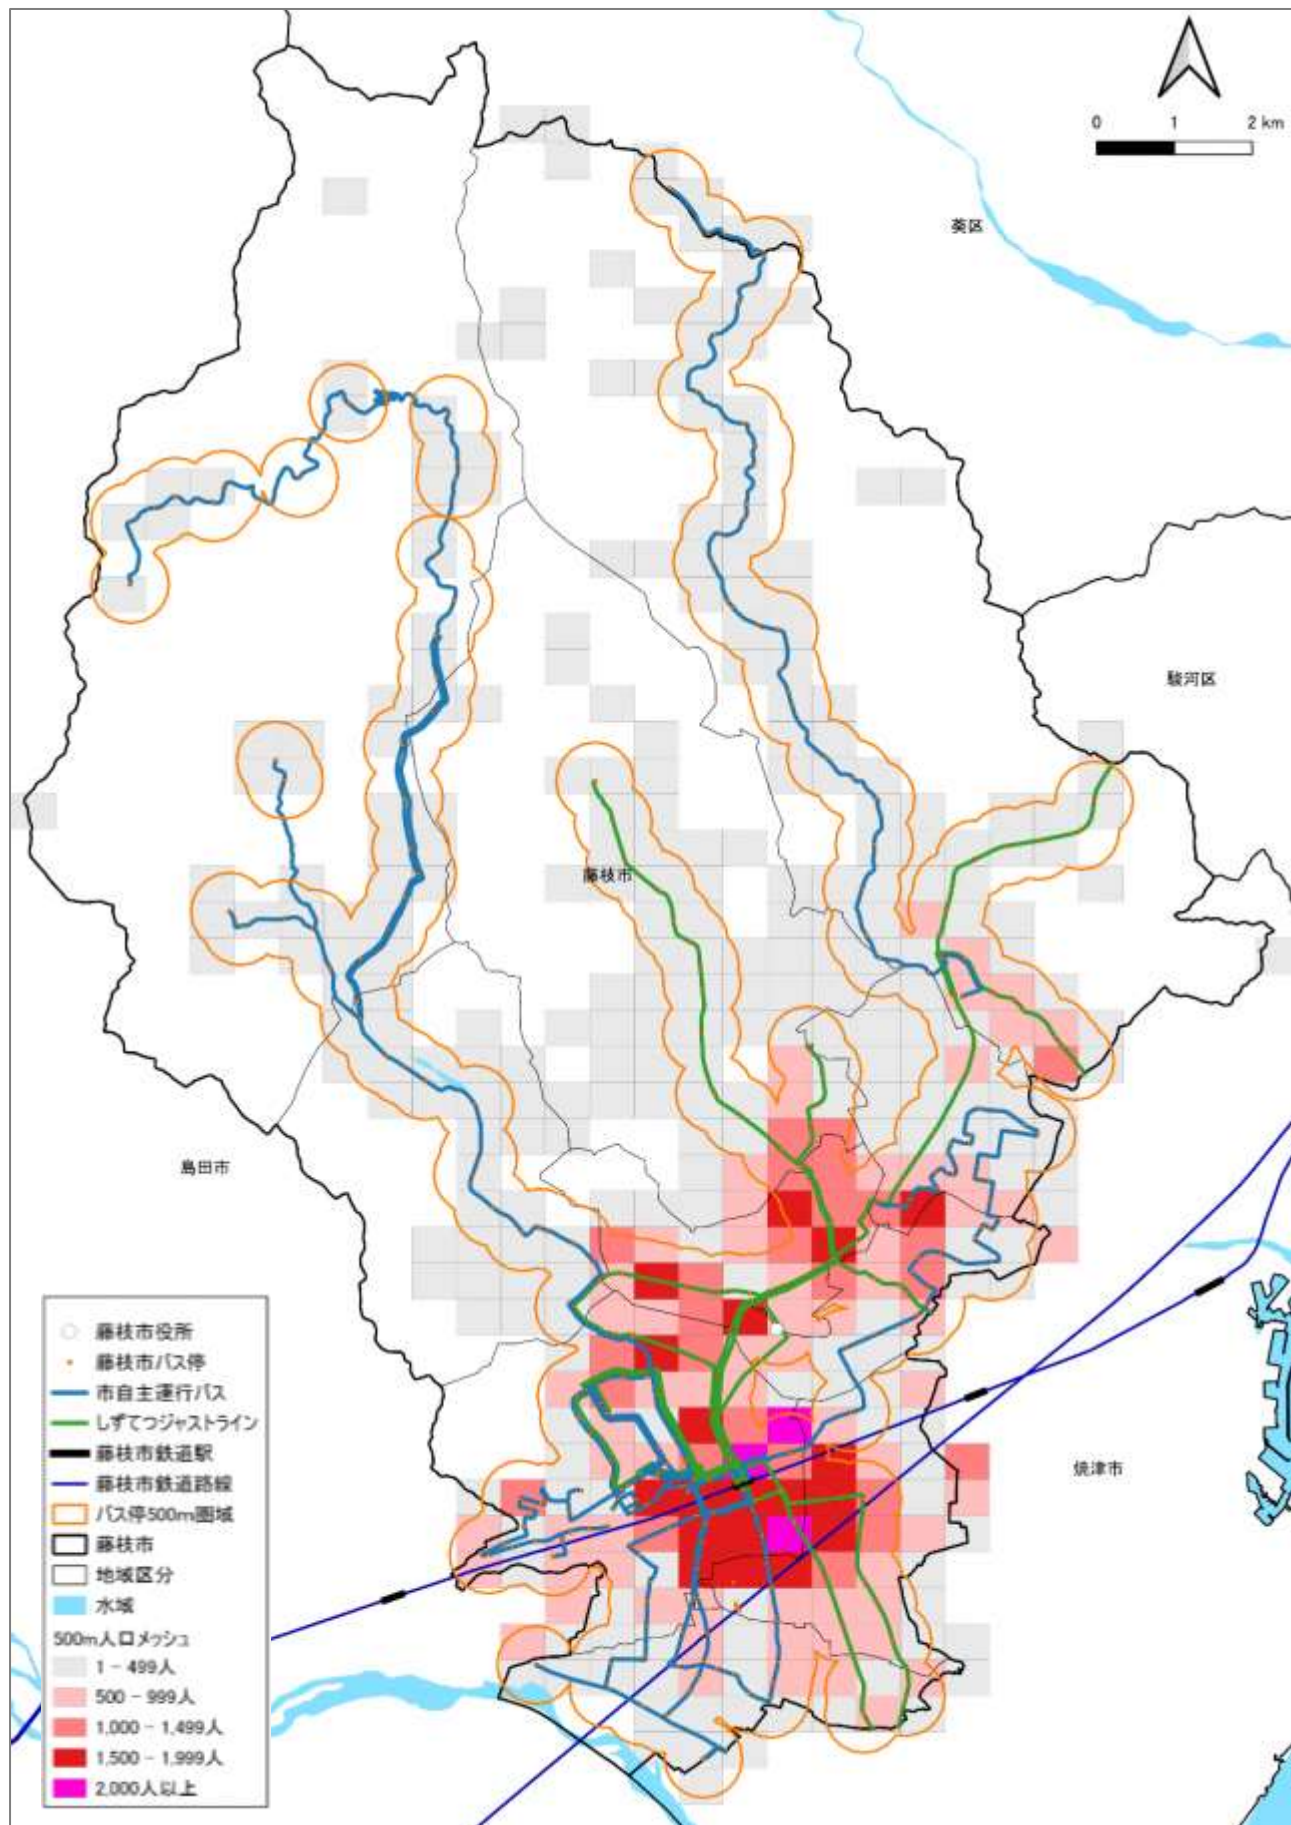 0 1 2 km
葵区
駿河区
藤枝市
島田市
焼津市
藤枝市役所
藤枝市バス停
市自主運行バス
しずてつジャストライン
藤枝市鉄道駅
藤枝市鉄道路線
バス停500m圏域
藤枝市
地域区分
水域
500m人口メッシュ
1 - 499人
500 - 999人
1,000 - 1,499人
1,500 - 1,999人
2,000人以上